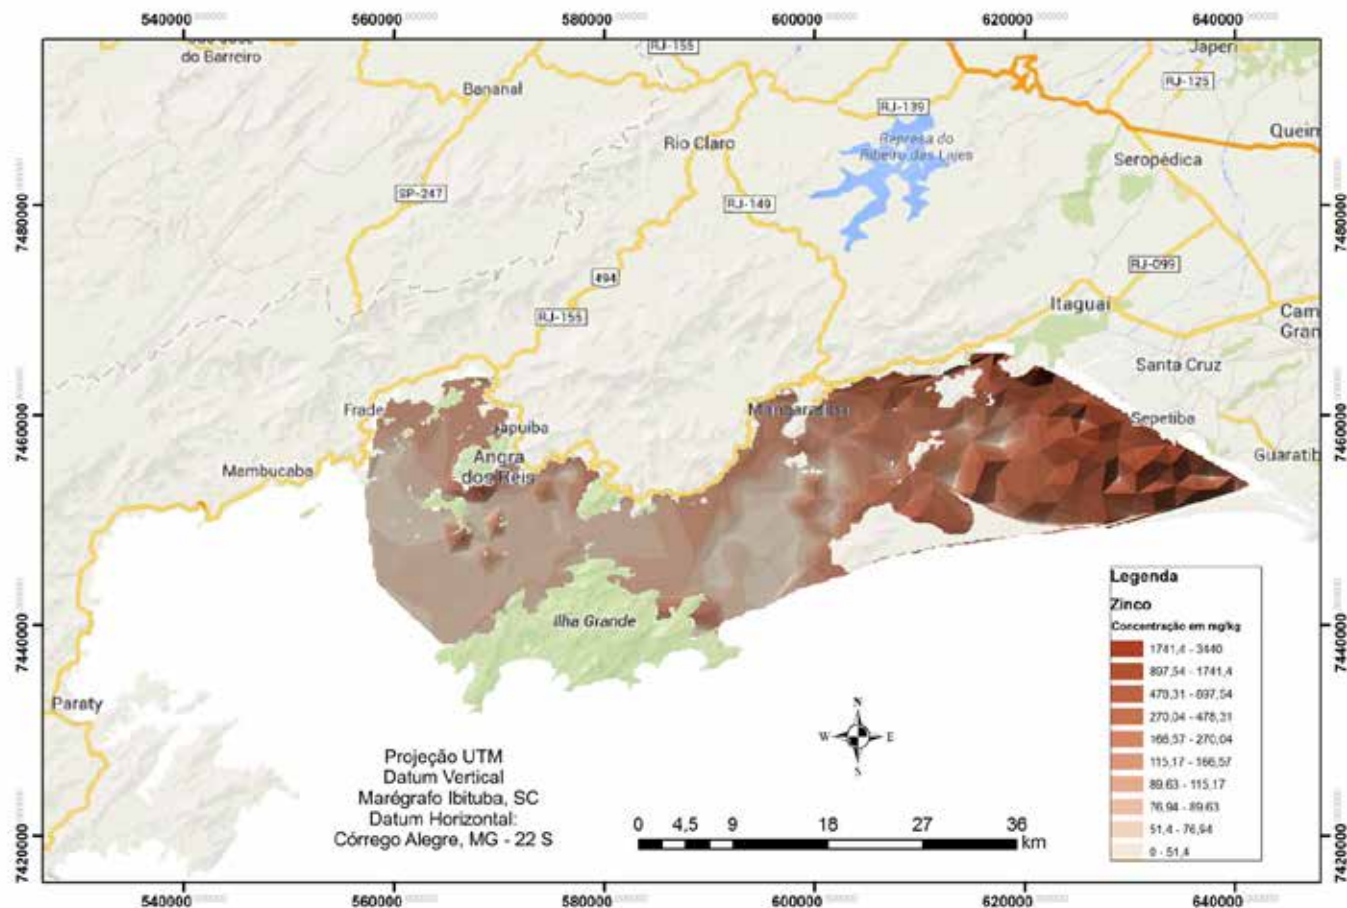 540000 560000 580000 600000 620000 640000
do Barreiro
Bananal
RJ-155
Japeri
RJ-125
RJ-139
Represa do
Ribeiro das Lajes
Queim
Rio Claro
Seropédica
SP-247
RJ-149
7480000
7480000
494
RJ-155
RJ-099
Itaguaí
Cam
Gran
Santa Cruz
Frade
Mangaratiba
Sepetiba
7460000
7460000
Japuiba
Angra
dos Reis
Mambucaba
Guaratib
Ilha Grande
7440000
7440000
Paraty
Legenda
Zinco
Concentração em mg/kg
1741,4 - 3440
897,54 - 1741,4
478,31 - 897,54
270,04 - 478,31
166,57 - 270,04
115,17 - 166,57
89,63 - 115,17
76,94 - 89,63
51,4 - 76,94
0 - 51,4
N
W E
S
Projeção UTM
Datum Vertical
Marégrafo Ibituba, SC
Datum Horizontal:
Córrego Alegre, MG - 22 S
0 4,5 9 18 27 36
km
7420000
7420000
540000 560000 580000 600000 620000 640000